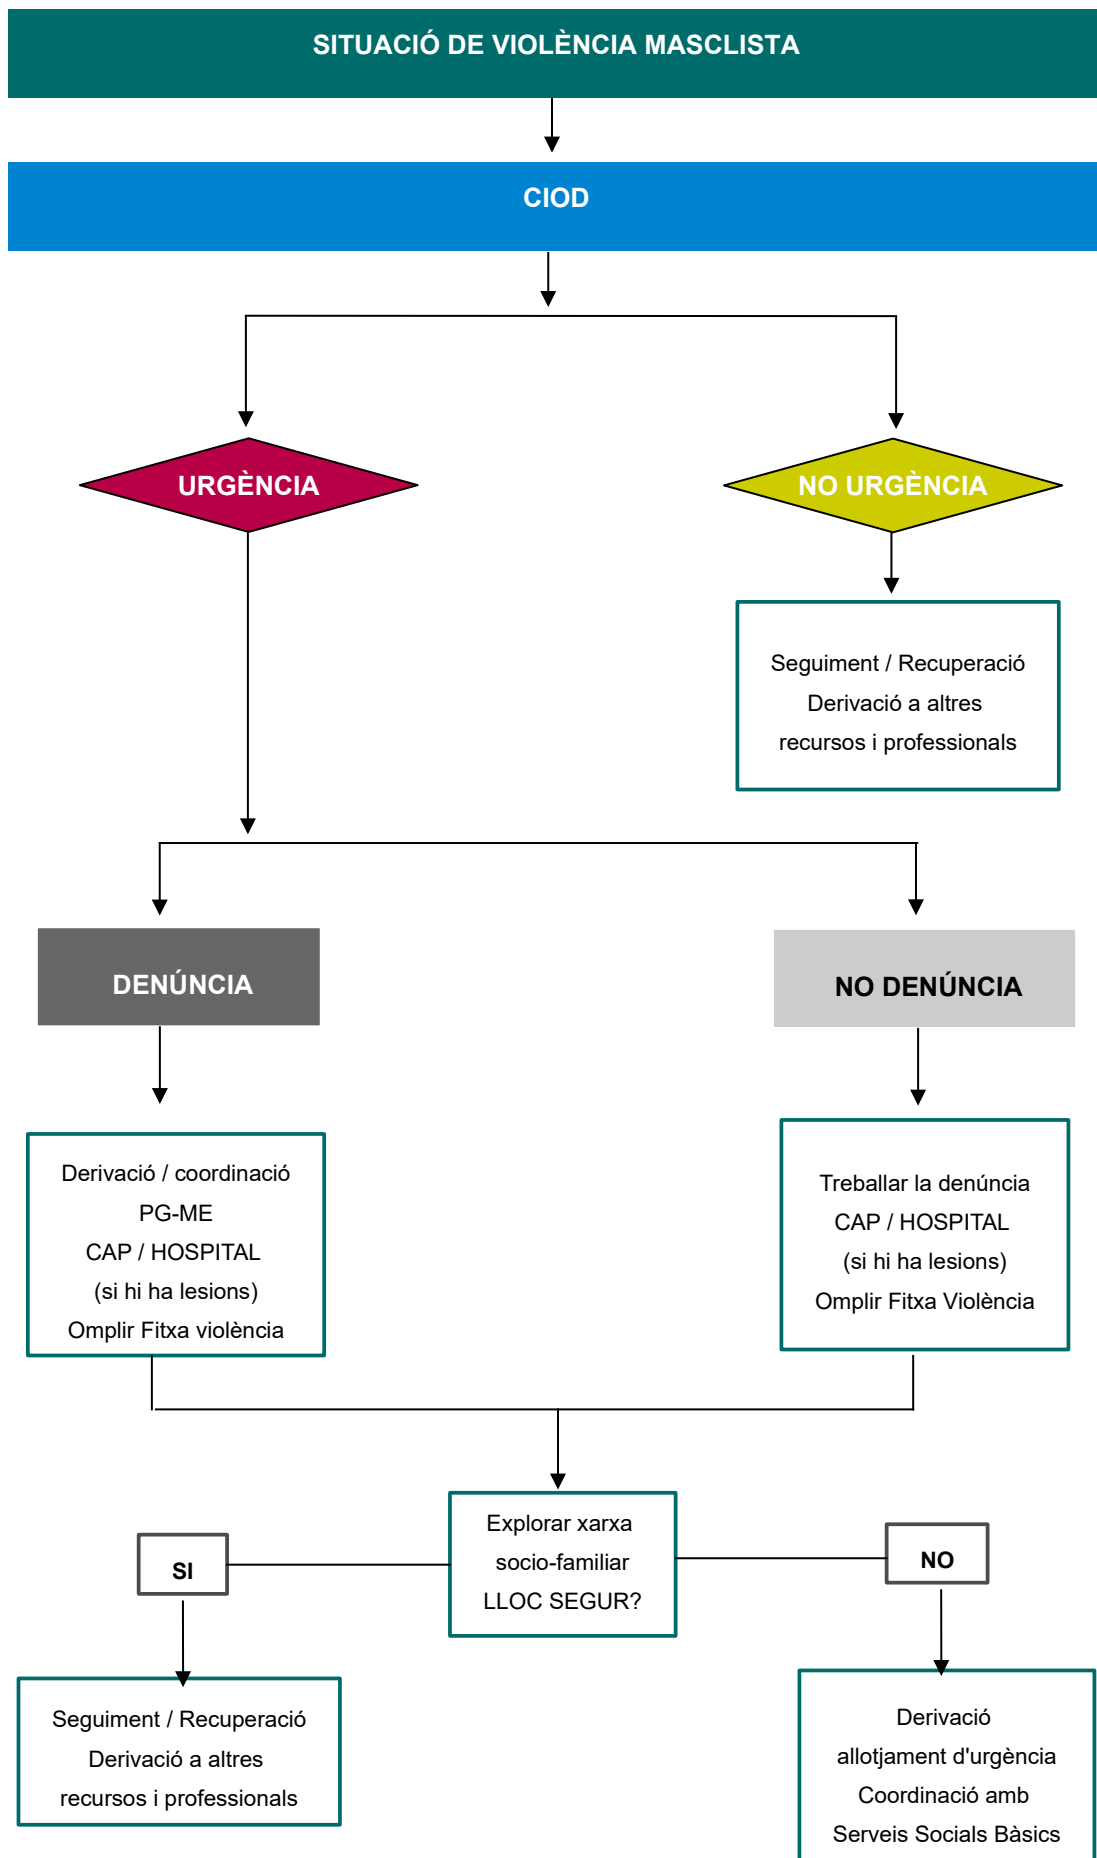 SITUACIÓ DE VIOLÈNCIA MASCLISTA
CIOD
URGÈNCIA
NO URGÈNCIA
Seguiment / Recuperació
Derivació a altres
recursos i professionals
DENÚNCIA
NO DENÚNCIA
Derivació / coordinació
PG-ME
CAP / HOSPITAL
(si hi ha lesions)
Omplir Fitxa violència
Treballar la denúncia
CAP / HOSPITAL
(si hi ha lesions)
Omplir Fitxa Violència
Explorar xarxa
socio-familiar
LLOC SEGUR?
SI
NO
Seguiment / Recuperació
Derivació a altres
recursos i professionals
Derivació
allotjament d'urgència
Coordinació amb
Serveis Socials Bàsics